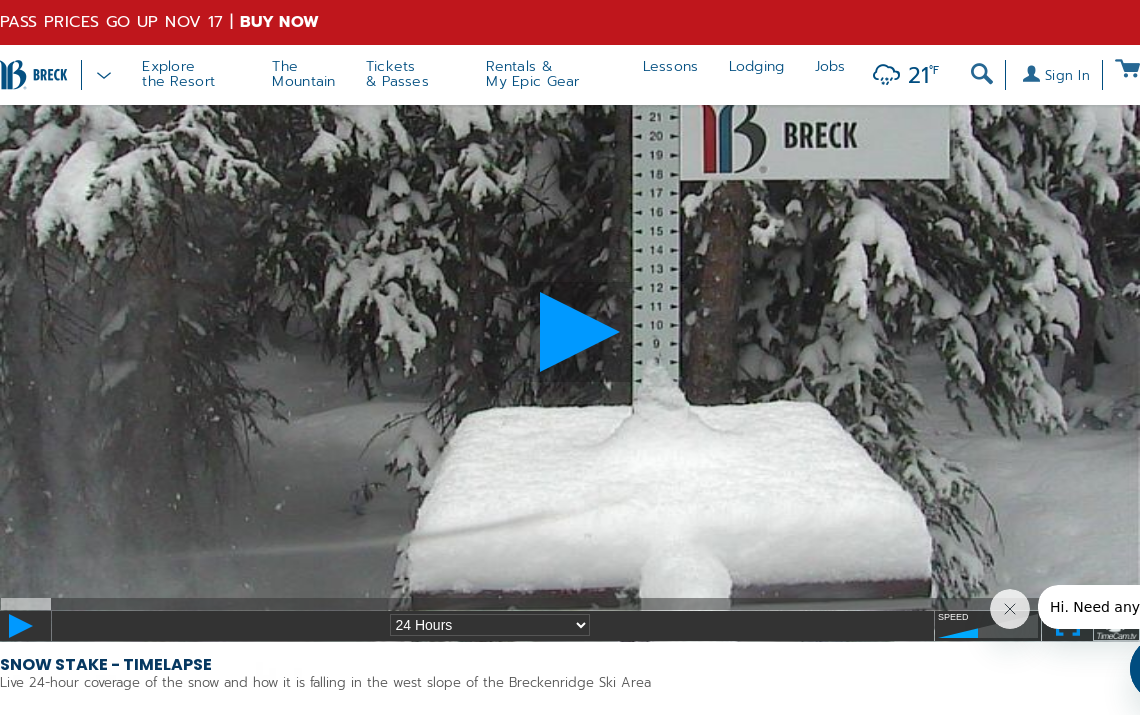 PASS PRICES GO UP NOV 17 | BUY NOW
BRECK
Explore
the Resort
The
Mountain
Tickets
& Passes
Rentals &
My Epic Gear
Lessons
Lodging
Jobs
21°F
Sign In
21
20
19
18
17
16
15
14
13
12
11
10
9
8
BRECK
24 Hours
SPEED
Hi. Need any
TimeCam.tv
SNOW STAKE - TIMELAPSE
Live 24-hour coverage of the snow and how it is falling in the west slope of the Breckenridge Ski Area